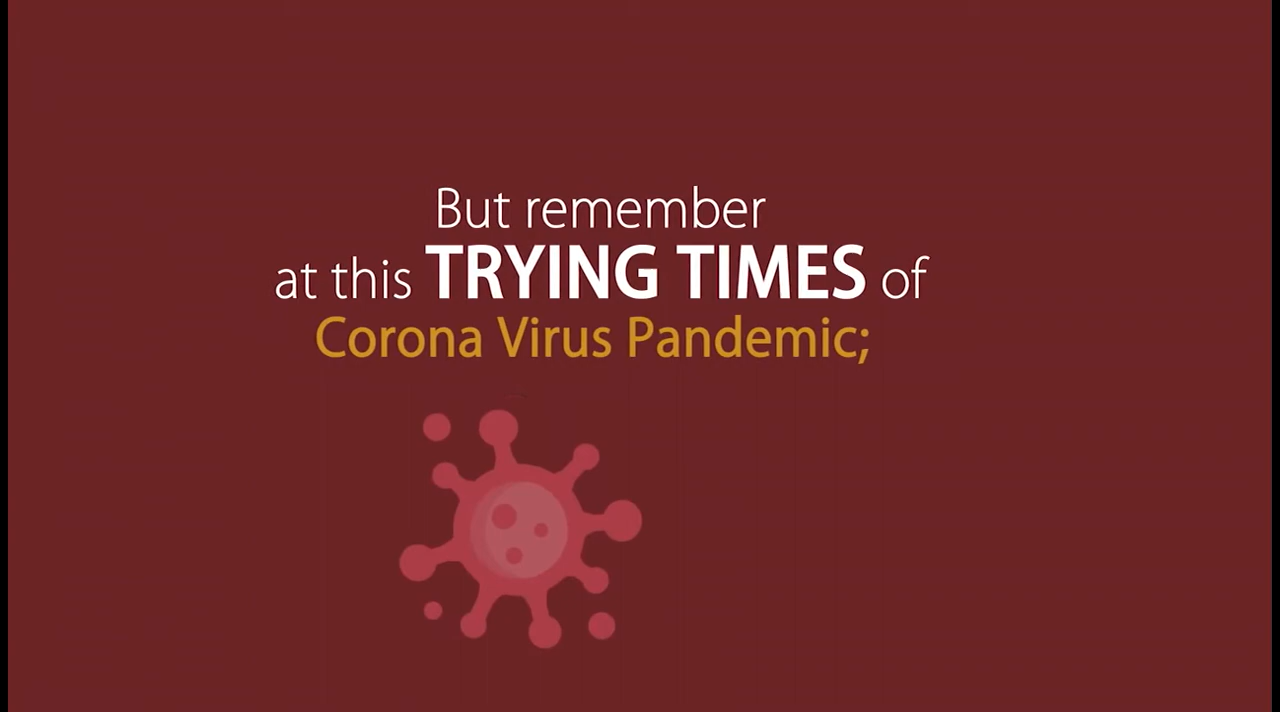 But remember
at this TRYING TIMES of
Corona Virus Pandemic;